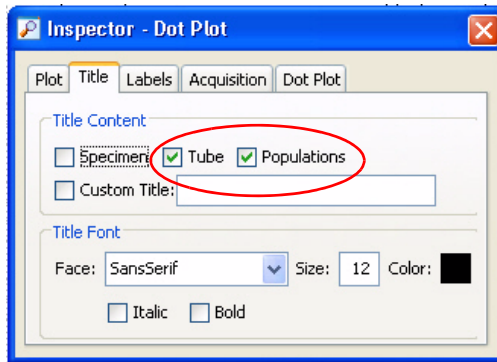 Inspector - Dot Plot
Plot Title Labels Acquisition Dot Plot
Title Content
Specimen Tube Populations
Custom Title:
Title Font
Face: SansSerif Size: 12 Color:
Italic Bold